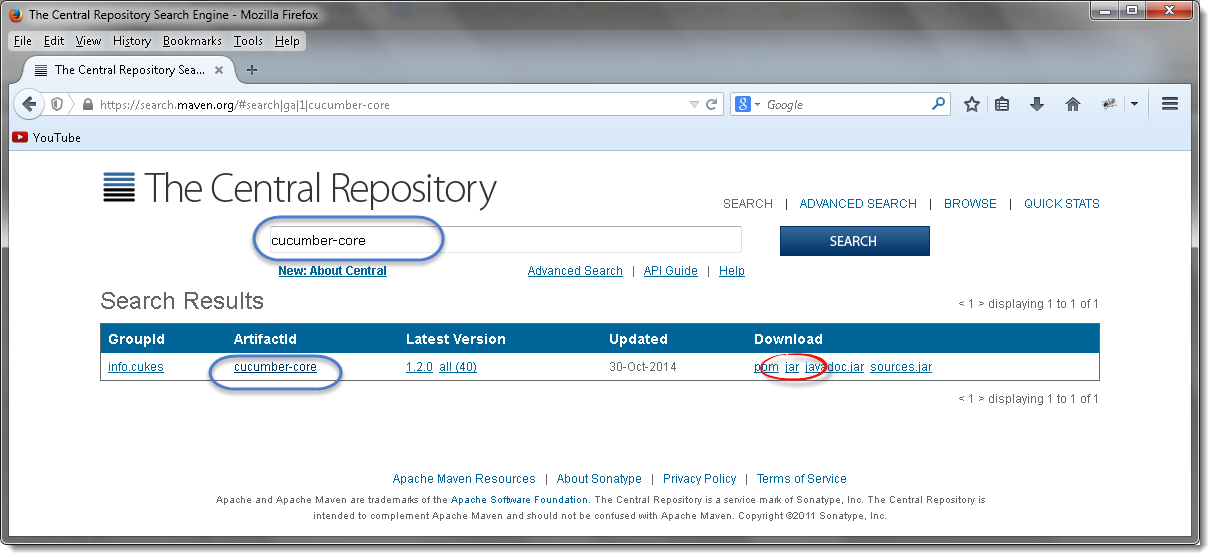 The Central Repository Search Engine - Mozilla Firefox
File Edit View History Bookmarks Tools Help
The Central Repository Sea...
https://search.maven.org/#search|ga|1|cucumber-core
Google
YouTube
The Central Repository
SEARCH | ADVANCED SEARCH | BROWSE | QUICK STATS
cucumber-core
SEARCH
New: About Central
Advanced Search | API Guide | Help
Search Results
< 1 > displaying 1 to 1 of 1
GroupId ArtifactId Latest Version Updated Download
info.cukes cucumber-core 1.2.0 all (40) 30-Oct-2014 pom jar javadoc.jar sources.jar
< 1 > displaying 1 to 1 of 1
Apache Maven Resources | About Sonatype | Privacy Policy | Terms of Service
Apache and Apache Maven are trademarks of the Apache Software Foundation. The Central Repository is a service mark of Sonatype, Inc. The Central Repository is
intended to complement Apache Maven and should not be confused with Apache Maven. Copyright ©2011 Sonatype, Inc.